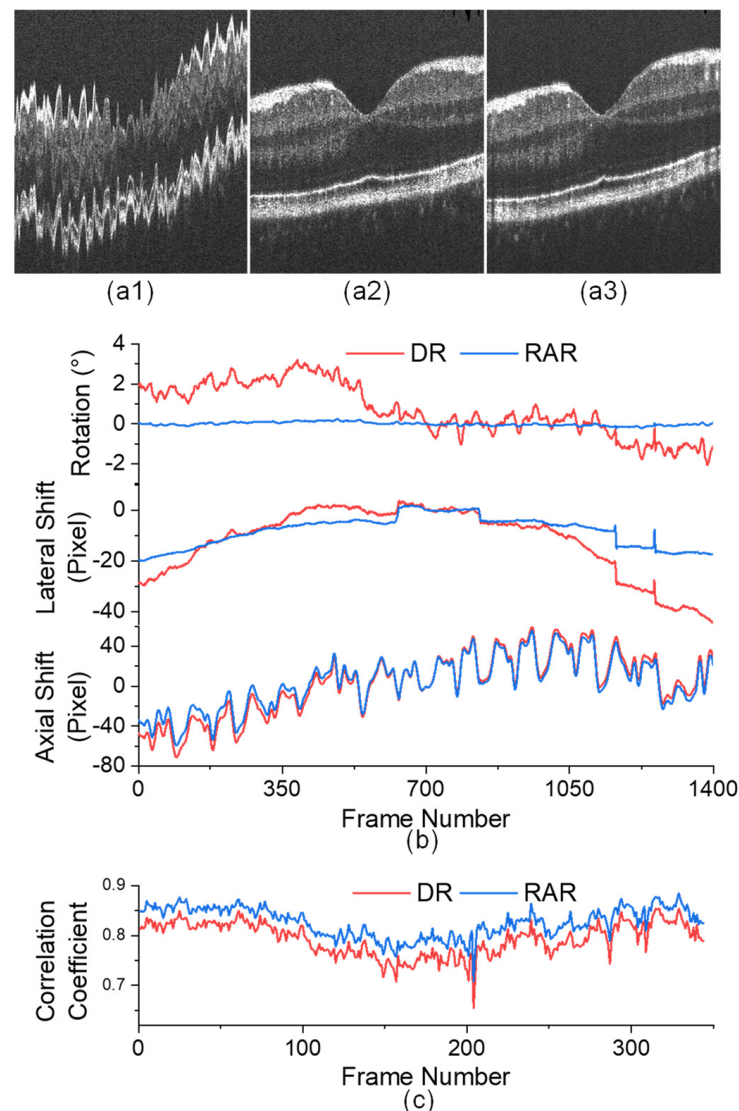 (a1) (a2) (a3)
DR RAR
Rotation (°)
4
2
0
-2
Lateral Shift
(Pixel)
0
-20
-40
Axial Shift
(Pixel)
40
0
-40
-80
0 350 700 1050 1400
Frame Number
(b)
DR RAR
Correlation
Coefficient
0.9
0.8
0.7
0 100 200 300
Frame Number
(c)